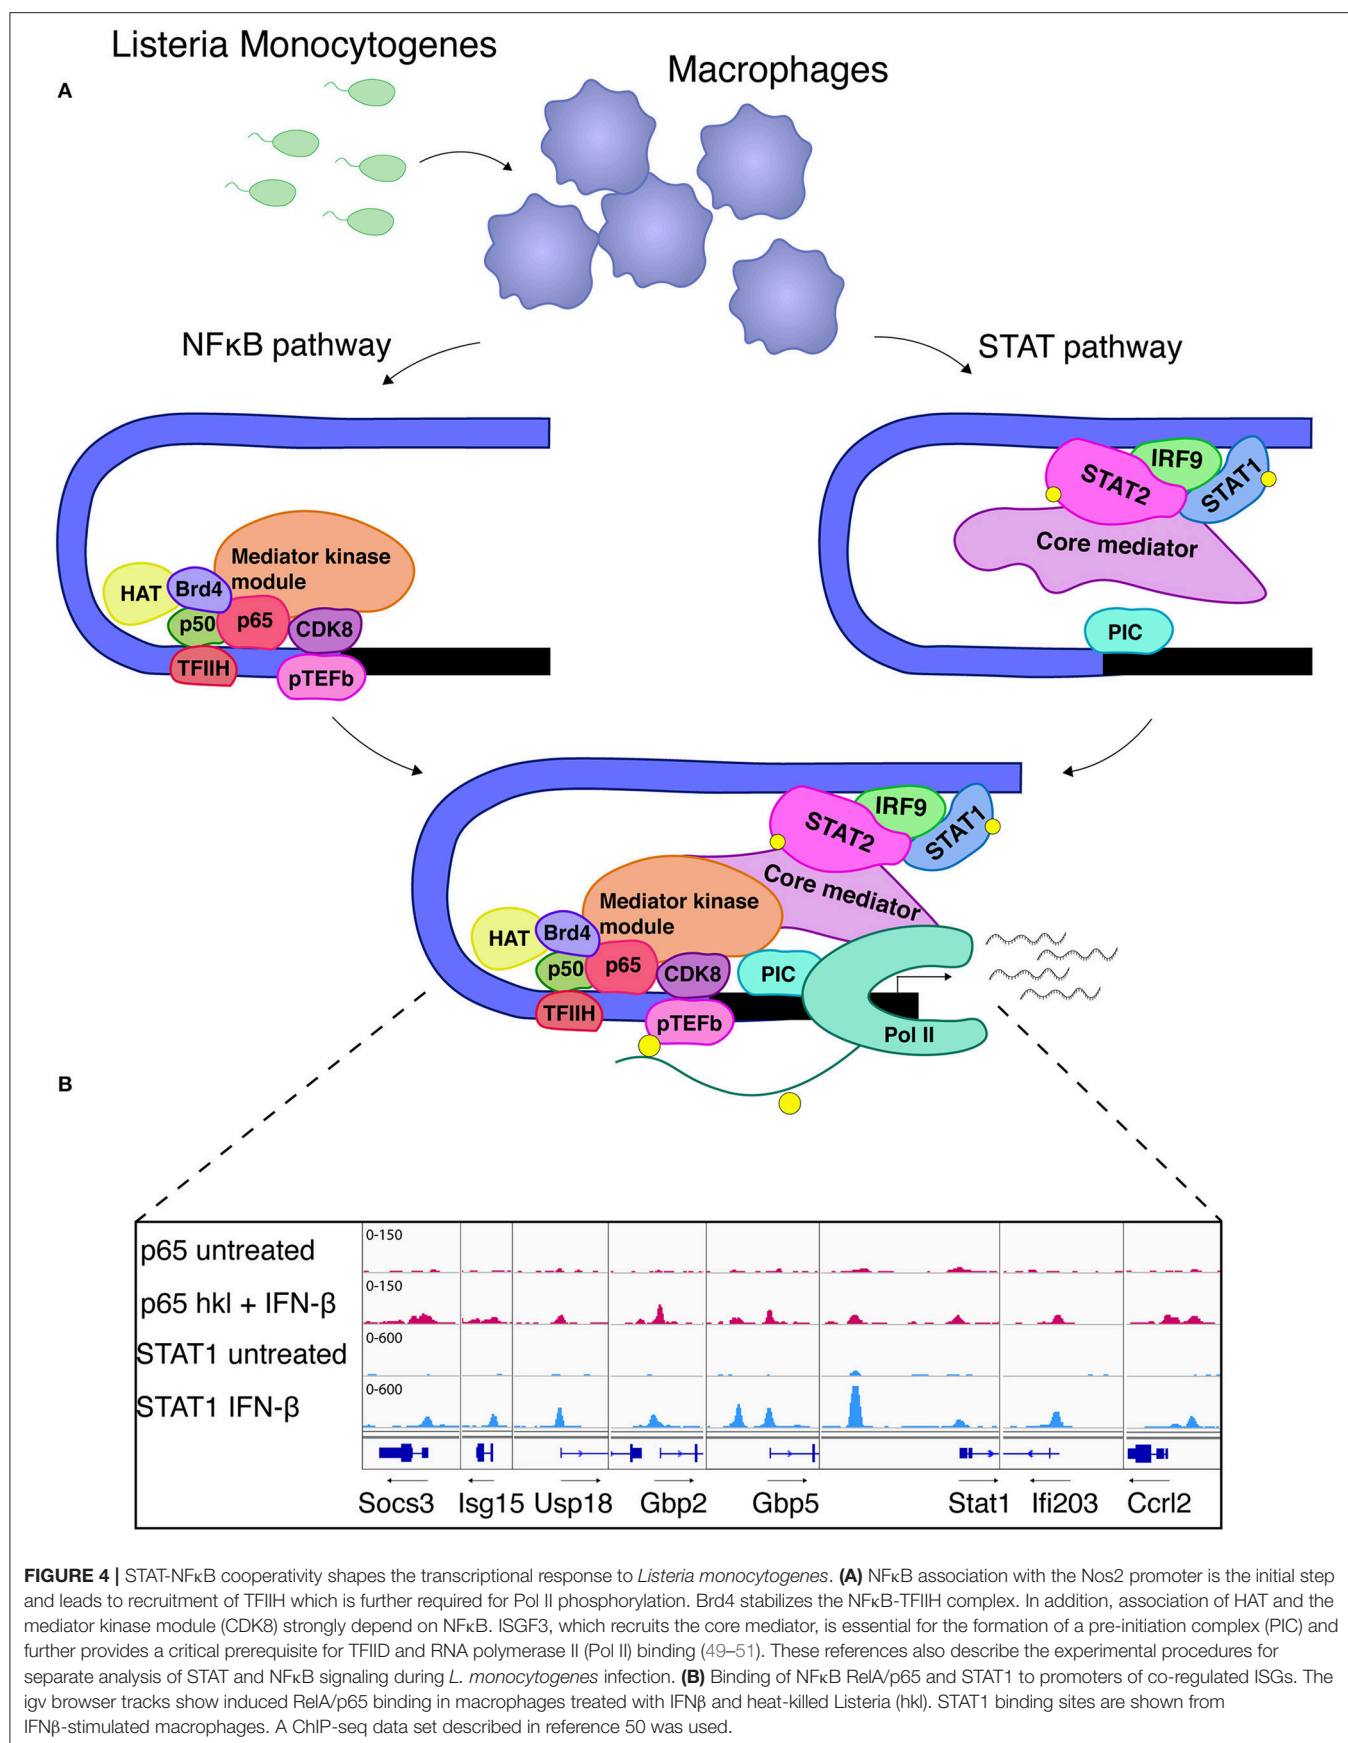 Listeria Monocytogenes
Macrophages
A
NFκB pathway
STAT pathway
HAT
Brd4
Mediator kinase
module
p50
p65
CDK8
TFIIH
pTEFb
STAT2
IRF9
STAT1
Core mediator
PIC
STAT2
IRF9
STAT1
Core mediator
Mediator kinase
module
HAT
Brd4
p50
p65
CDK8
PIC
TFIIH
pTEFb
Pol II
B
p65 untreated
0-150
p65 hkl + IFN-β
0-150
STAT1 untreated
0-600
STAT1 IFN-β
0-600
Socs3 Isg15 Usp18 Gbp2 Gbp5 Stat1 Ifi203 Ccrl2
FIGURE 4 | STAT-NFκB cooperativity shapes the transcriptional response to Listeria monocytogenes. (A) NFκB association with the Nos2 promoter is the initial step
and leads to recruitment of TFIIH which is further required for Pol II phosphorylation. Brd4 stabilizes the NFκB-TFIIH complex. In addition, association of HAT and the
mediator kinase module (CDK8) strongly depend on NFκB. ISGF3, which recruits the core mediator, is essential for the formation of a pre-initiation complex (PIC) and
further provides a critical prerequisite for TFIID and RNA polymerase II (Pol II) binding (49–51). These references also describe the experimental procedures for
separate analysis of STAT and NFκB signaling during L. monocytogenes infection. (B) Binding of NFκB RelA/p65 and STAT1 to promoters of co-regulated ISGs. The
igv browser tracks show induced RelA/p65 binding in macrophages treated with IFNβ and heat-killed Listeria (hkl). STAT1 binding sites are shown from
IFNβ-stimulated macrophages. A ChIP-seq data set described in reference 50 was used.